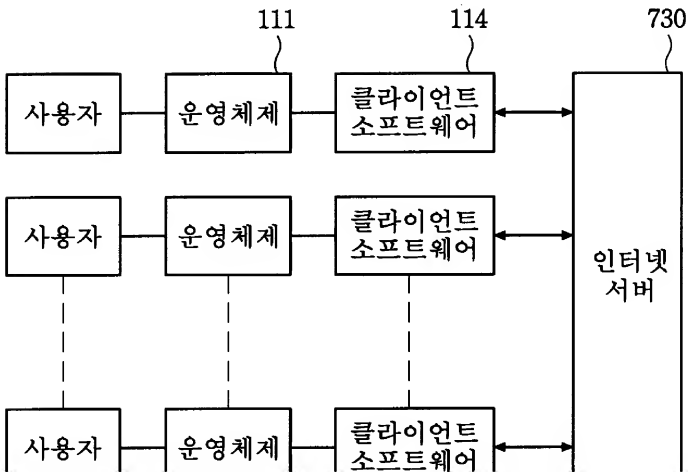 111
114
730
사용자
운영체제
클라이언트
소프트웨어
사용자
운영체제
클라이언트
소프트웨어
인터넷
서버
사용자
운영체제
클라이언트
소프트웨어